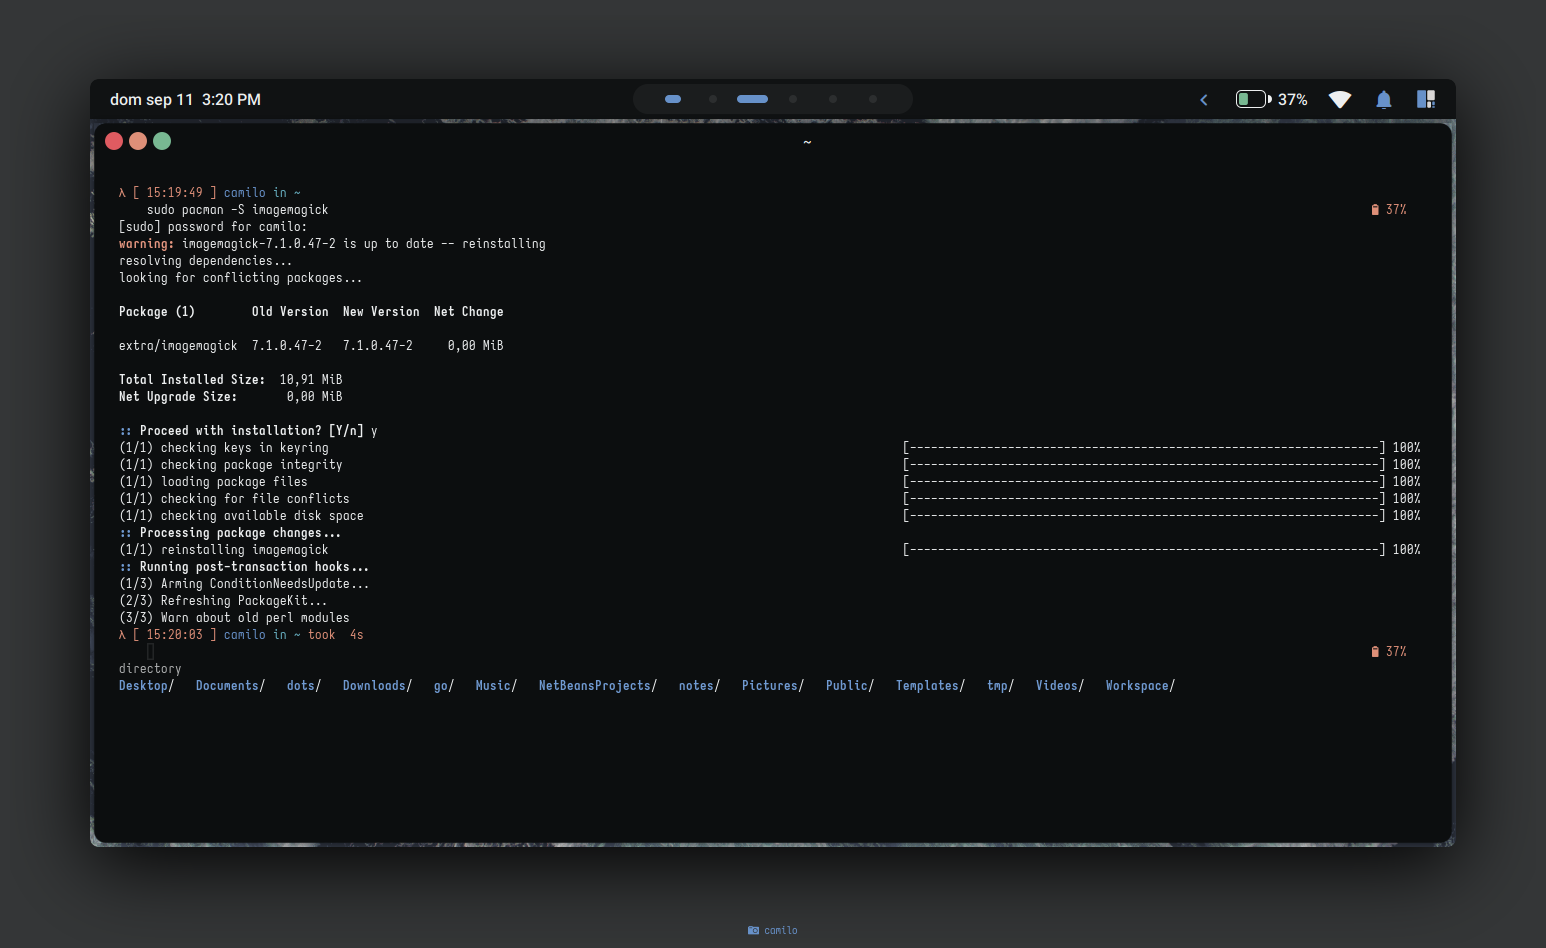 dom sep 11 3:20 PM
37%
~
λ [ 15:19:49 ] camilo in ~
sudo pacman -S imagemagick 37%
[sudo] password for camilo:
warning: imagemagick-7.1.0.47-2 is up to date -- reinstalling
resolving dependencies...
looking for conflicting packages...
Package (1) Old Version New Version Net Change
extra/imagemagick 7.1.0.47-2 7.1.0.47-2 0,00 MiB
Total Installed Size: 10,91 MiB
Net Upgrade Size: 0,00 MiB
:: Proceed with installation? [Y/n] y
(1/1) checking keys in keyring [-------------------------------------------------------------------] 100%
(1/1) checking package integrity [-------------------------------------------------------------------] 100%
(1/1) loading package files [-------------------------------------------------------------------] 100%
(1/1) checking for file conflicts [-------------------------------------------------------------------] 100%
(1/1) checking available disk space [-------------------------------------------------------------------] 100%
:: Processing package changes...
(1/1) reinstalling imagemagick [-------------------------------------------------------------------] 100%
:: Running post-transaction hooks...
(1/3) Arming ConditionNeedsUpdate...
(2/3) Refreshing PackageKit...
(3/3) Warn about old perl modules
λ [ 15:20:03 ] camilo in ~ took 4s
37%
directory
Desktop/ Documents/ dots/ Downloads/ go/ Music/ NetBeansProjects/ notes/ Pictures/ Public/ Templates/ tmp/ Videos/ Workspace/
camilo